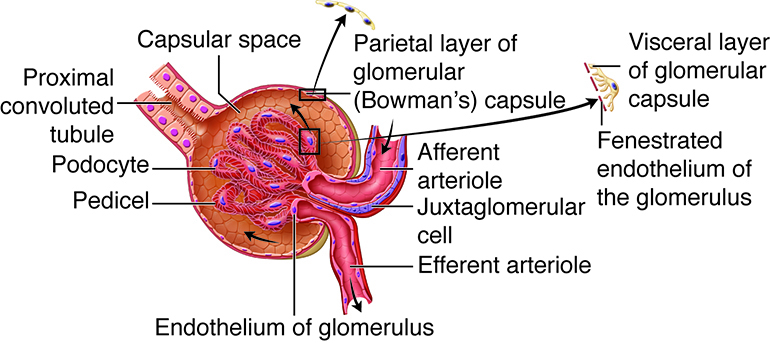 Capsular space
Parietal layer of
glomerular
(Bowman's) capsule
Visceral layer
of glomerular
capsule
Proximal
convoluted
tubule
Fenestrated
endothelium of
the glomerulus
Podocyte
Afferent
arteriole
Pedicel
Juxtaglomerular
cell
Efferent arteriole
Endothelium of glomerulus